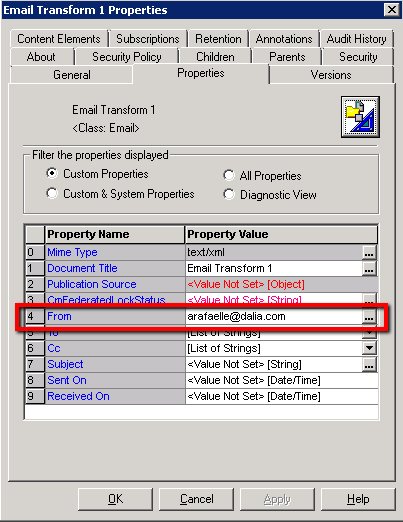 Email Transform 1 Properties
Content Elements Subscriptions Retention Annotations Audit History
About Security Policy Children Parents Security
General Properties Versions
Email Transform 1
<Class: Email>
Filter the properties displayed
Custom Properties All Properties
Custom & System Properties Diagnostic View
Property Name Property Value
0 Mime Type text/xml ...
1 Document Title Email Transform 1 ...
2 Publication Source <Value Not Set> [Object]
3 CmFederatedLockStatus <Value Not Set> [String] ...
4 From arafaelle@dalia.com ...
5 To [List of Strings]
6 Cc [List of Strings]
7 Subject <Value Not Set> [String] ...
8 Sent On <Value Not Set> [Date/Time]
9 Received On <Value Not Set> [Date/Time]
OK Cancel Apply Help